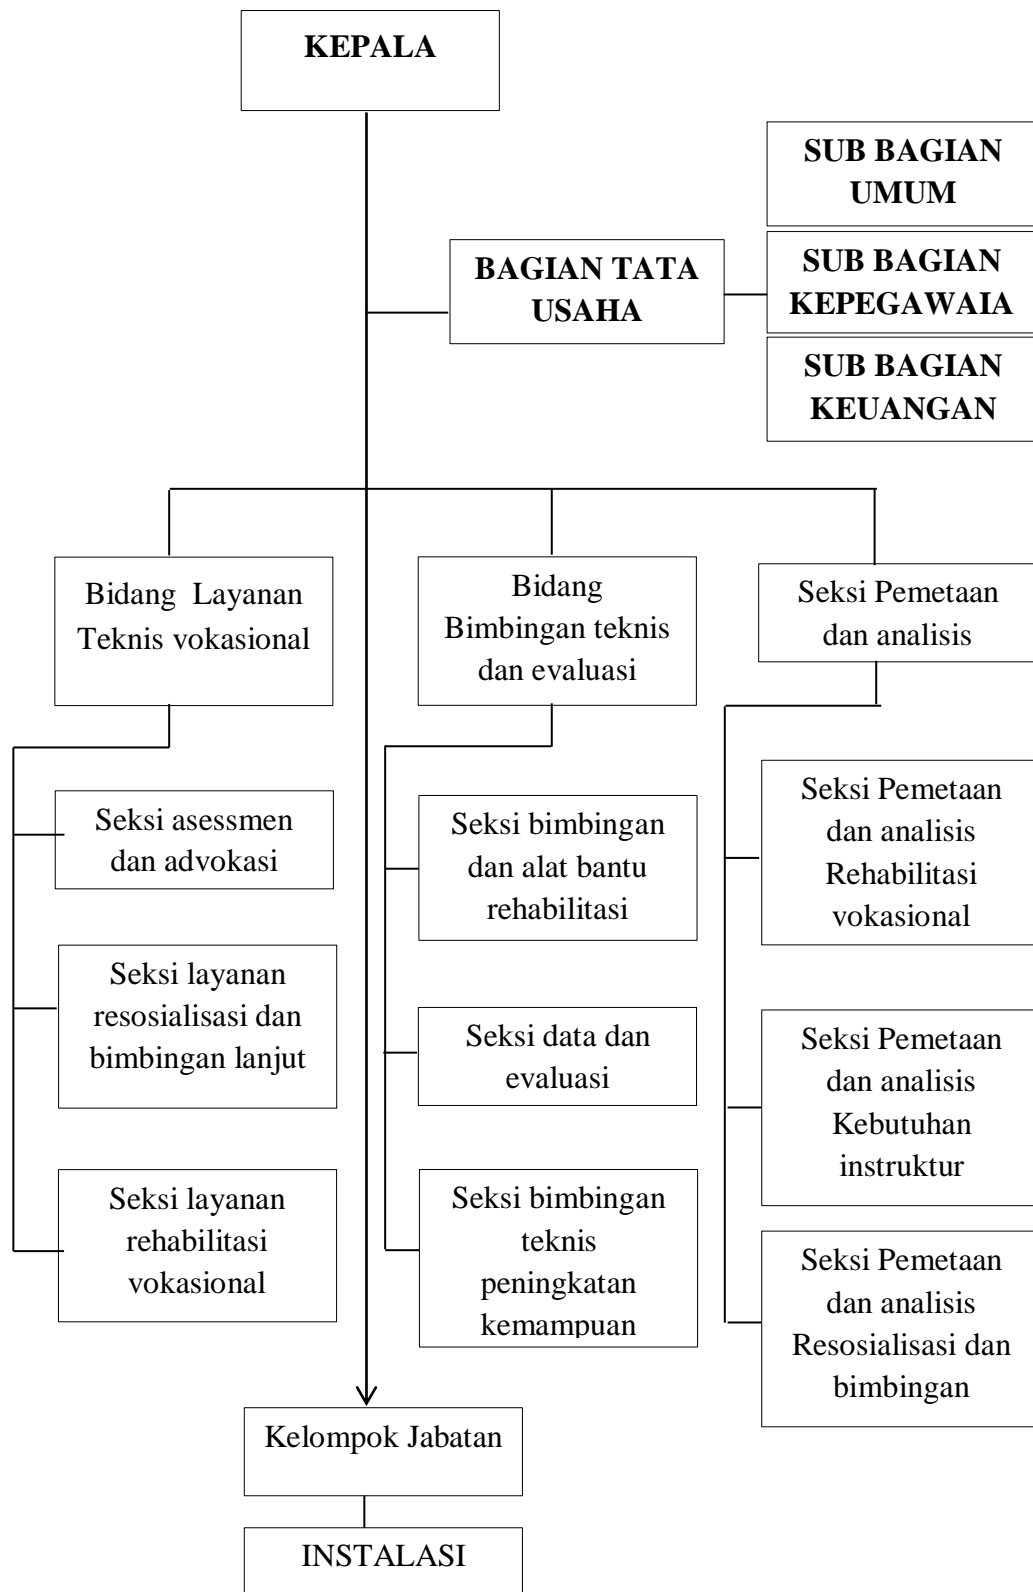 KEPALA
SUB BAGIAN
UMUM
BAGIAN TATA
USAHA
SUB BAGIAN
KEPEGAWAIA
SUB BAGIAN
KEUANGAN
Bidang Layanan
Teknis vokasional
Bidang
Bimbingan teknis
dan evaluasi
Seksi Pemetaan
dan analisis
Seksi asessmen
dan advokasi
Seksi layanan
resosialisasi dan
bimbingan lanjut
Seksi layanan
rehabilitasi
vokasional
Seksi bimbingan
dan alat bantu
rehabilitasi
Seksi data dan
evaluasi
Seksi bimbingan
teknis
peningkatan
kemampuan
Seksi Pemetaan
dan analisis
Rehabilitasi
vokasional
Seksi Pemetaan
dan analisis
Kebutuhan
instruktur
Seksi Pemetaan
dan analisis
Resosialisasi dan
bimbingan
Kelompok Jabatan
INSTALASI